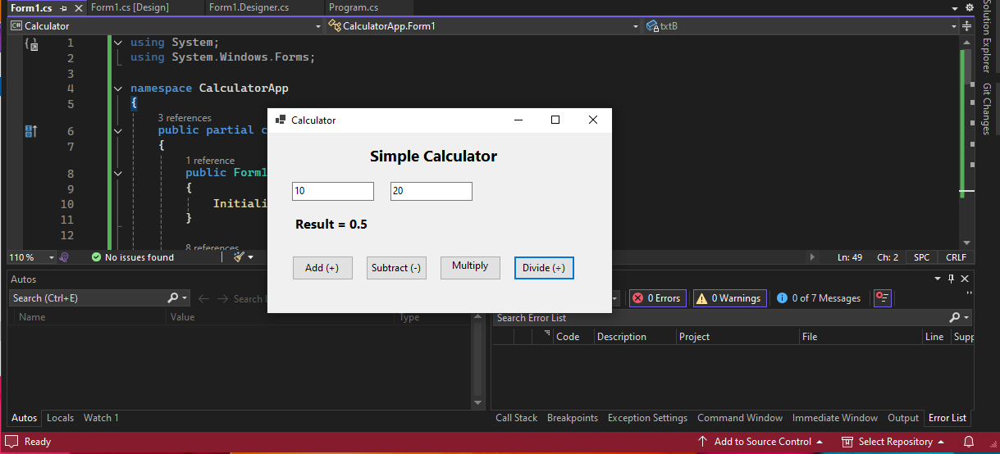 Form1.cs Form1.cs [Design] Form1.Designer.cs Program.cs
C# Calculator CalculatorApp.Form1 txtB
1 using System;
2 using System.Windows.Forms;
3
4 namespace CalculatorApp
5 {
3 references
6 public partial c
7 {
1 reference
8 public Form1
9 {
10 Initiali
11 }
12
8 references
110 % No issues found Ln: 49 Ch: 2 SPC CRLF
Calculator
Simple Calculator
10 20
Result = 0.5
Add (+) Subtract (-) Multiply Divide (÷)
Solution Explorer
Git Changes
Autos
Search (Ctrl+E) Search
Name Value Type
Autos Locals Watch 1
0 Errors 0 Warnings 0 of 7 Messages
Search Error List
Code Description Project File Line Supp
Call Stack Breakpoints Exception Settings Command Window Immediate Window Output Error List
Ready Add to Source Control Select Repository